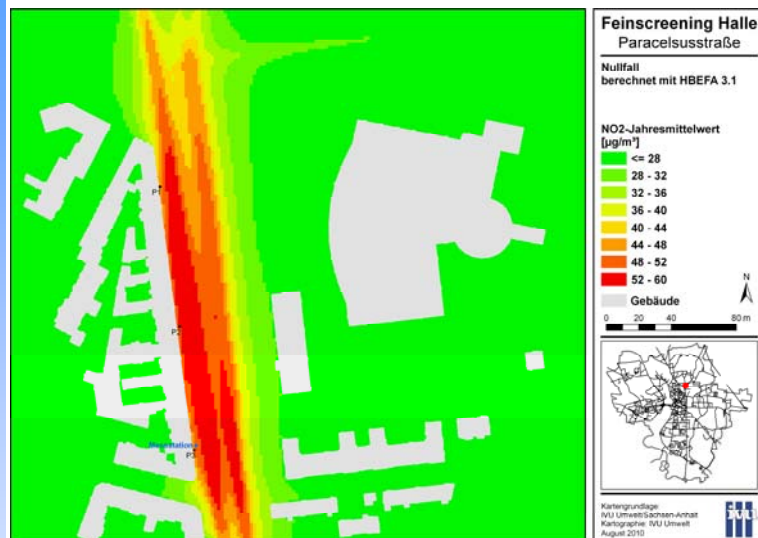 Feinscreening Halle
Paracelsusstraße
Nullfall
berechnet mit HBEFA 3.1
NO2-Jahresmittelwert
[µg/m³]
<= 28
28 - 32
32 - 36
36 - 40
40 - 44
44 - 48
48 - 52
52 - 60
Gebäude
N
0 20 40 80 m
P1
P2
Messstation
P3
Kartengrundlage:
IVU Umwelt/Sachsen-Anhalt
Kartographie: IVU Umwelt
August 2010
ivu